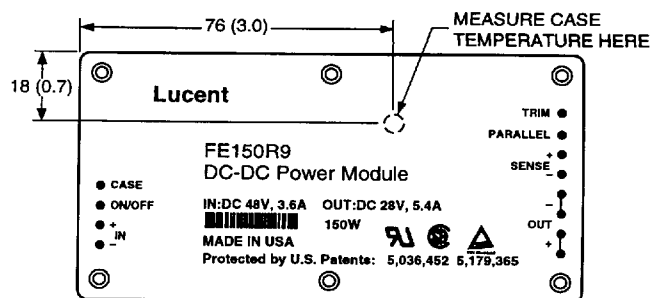 76 (3.0)
MEASURE CASE
TEMPERATURE HERE
18 (0.7)
Lucent
TRIM
PARALLEL
+
SENSE
–
FE150R9
DC-DC Power Module
CASE
ON/OFF
+
IN
–
IN:DC 48V, 3.6A OUT:DC 28V, 5.4A
150W
–
OUT
+
MADE IN USA
Protected by U.S. Patents: 5,036,452 5,179,365